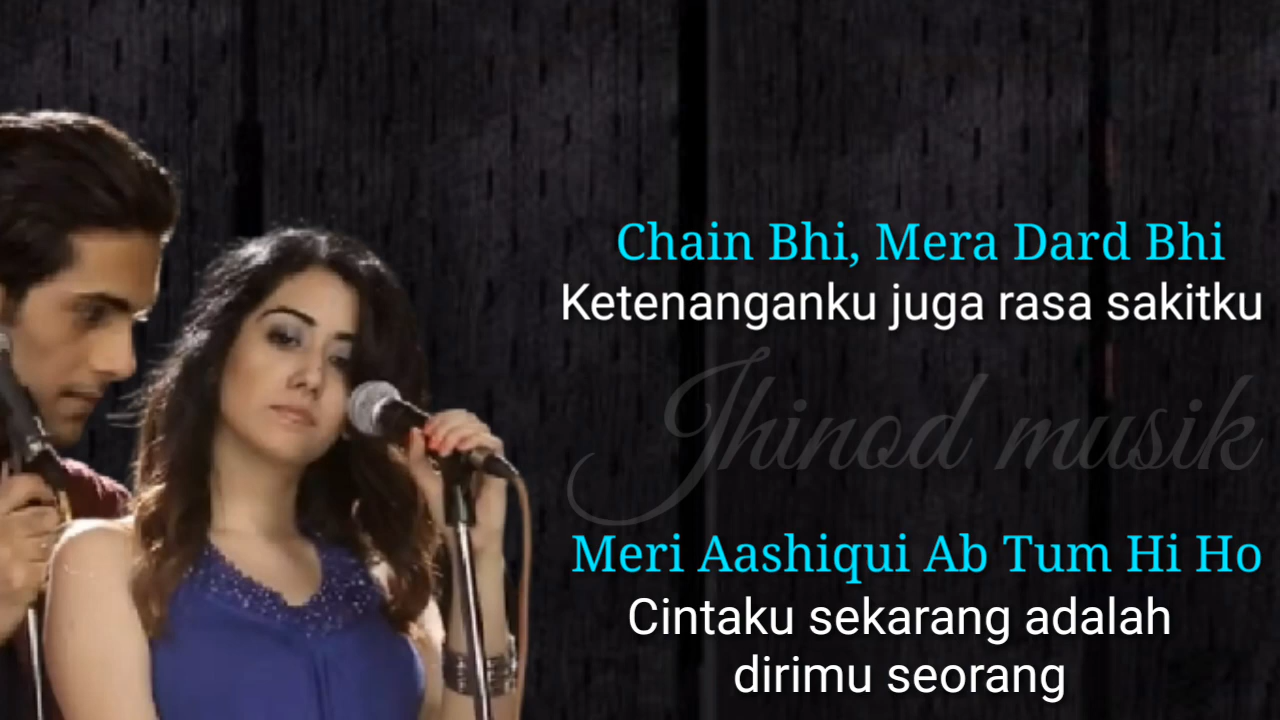 Chain Bhi, Mera Dard Bhi
Ketenanganku juga rasa sakitku
Jhinod musik
Meri Aashiqui Ab Tum Hi Ho
Cintaku sekarang adalah
dirimu seorang